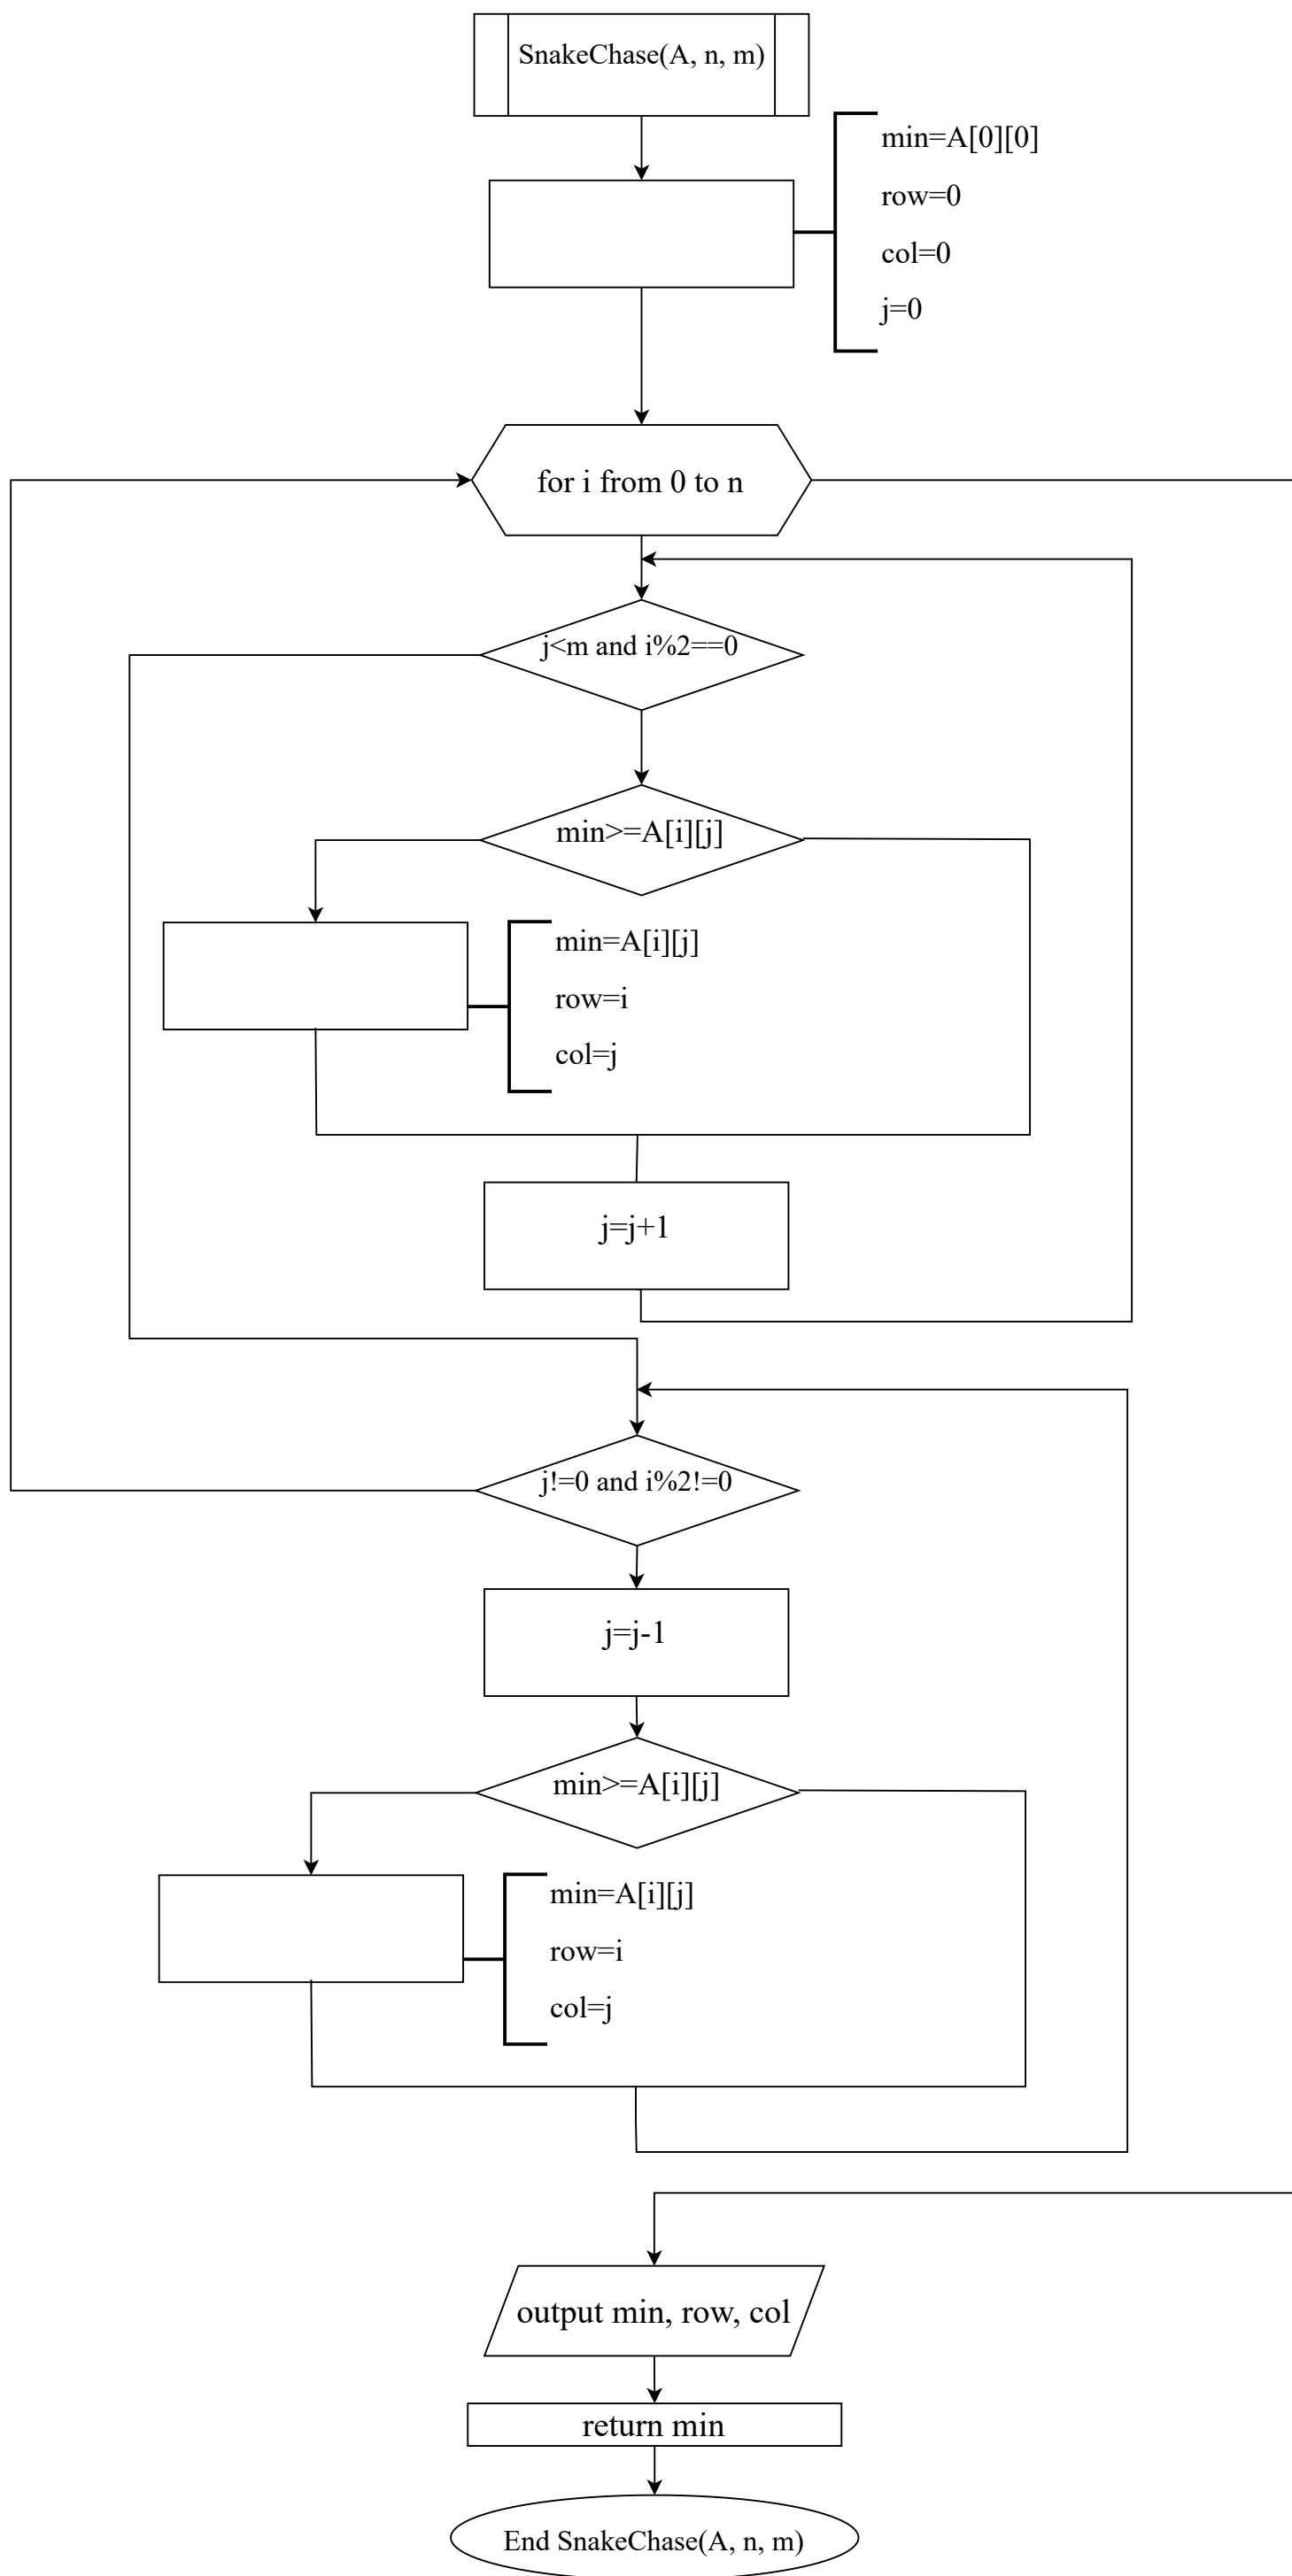 SnakeChase(A, n, m)
min=A[0][0]
row=0
col=0
j=0
for i from 0 to n
j<m and i%2==0
min>=A[i][j]
min=A[i][j]
row=i
col=j
j=j+1
j!=0 and i%2!=0
j=j-1
min>=A[i][j]
min=A[i][j]
row=i
col=j
output min, row, col
return min
End SnakeChase(A, n, m)